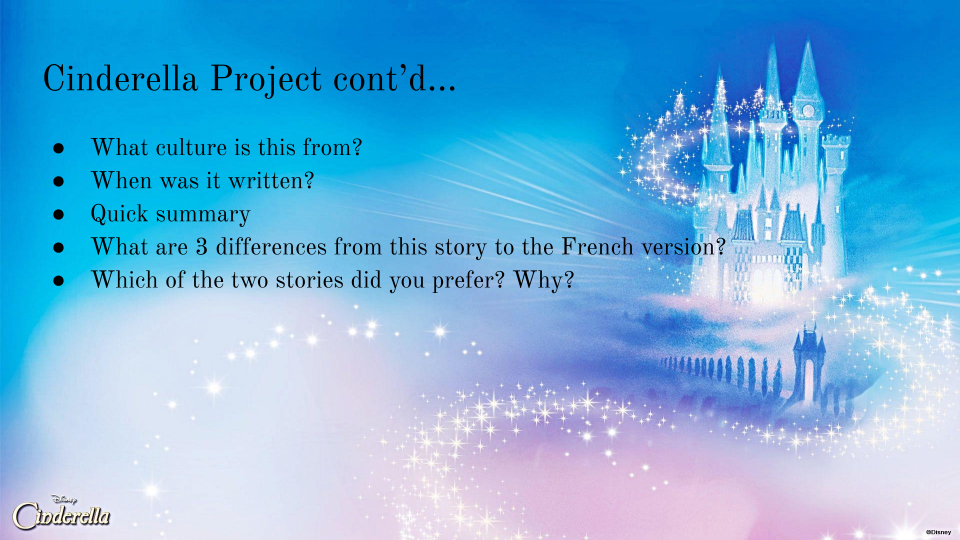 Cinderella Project cont’d...
● What culture is this from?
● When was it written?
● Quick summary
● What are 3 differences from this story to the French version?
● Which of the two stories did you prefer? Why?
Disney
Cinderella
©Disney